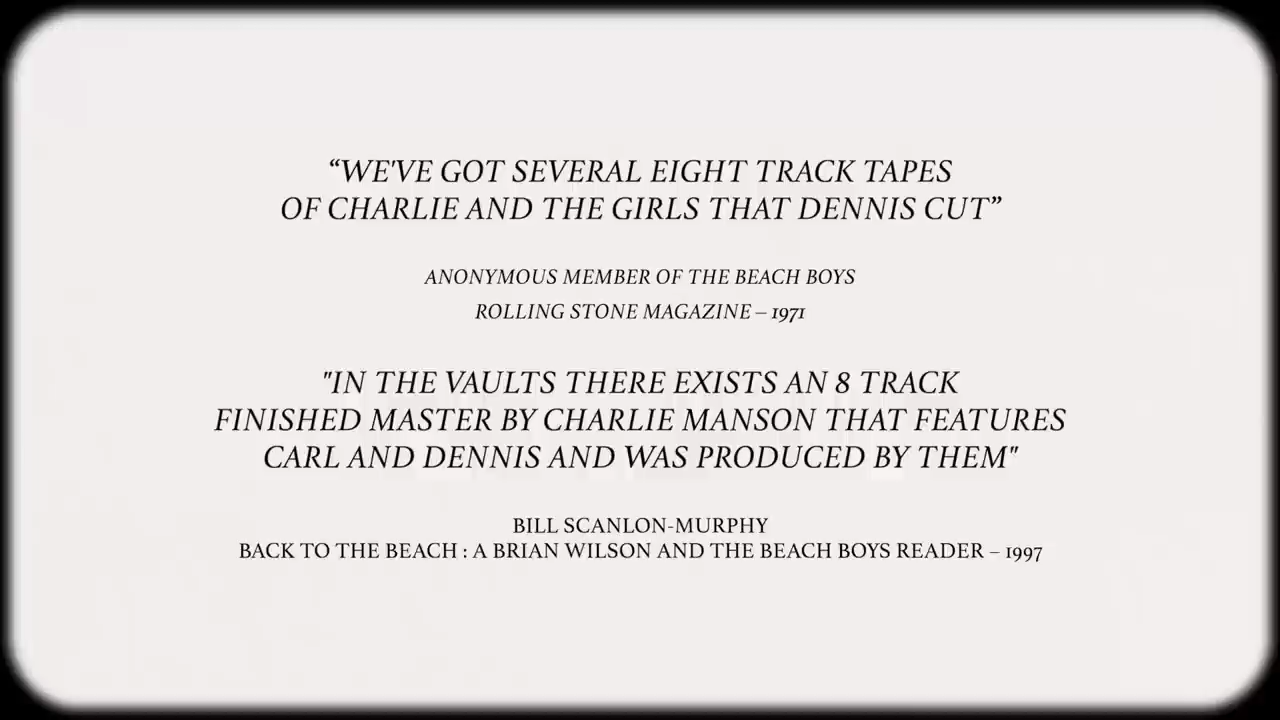 “WE'VE GOT SEVERAL EIGHT TRACK TAPES
OF CHARLIE AND THE GIRLS THAT DENNIS CUT”
ANONYMOUS MEMBER OF THE BEACH BOYS
ROLLING STONE MAGAZINE – 1971
"IN THE VAULTS THERE EXISTS AN 8 TRACK
FINISHED MASTER BY CHARLIE MANSON THAT FEATURES
CARL AND DENNIS AND WAS PRODUCED BY THEM"
BILL SCANLON-MURPHY
BACK TO THE BEACH : A BRIAN WILSON AND THE BEACH BOYS READER – 1997